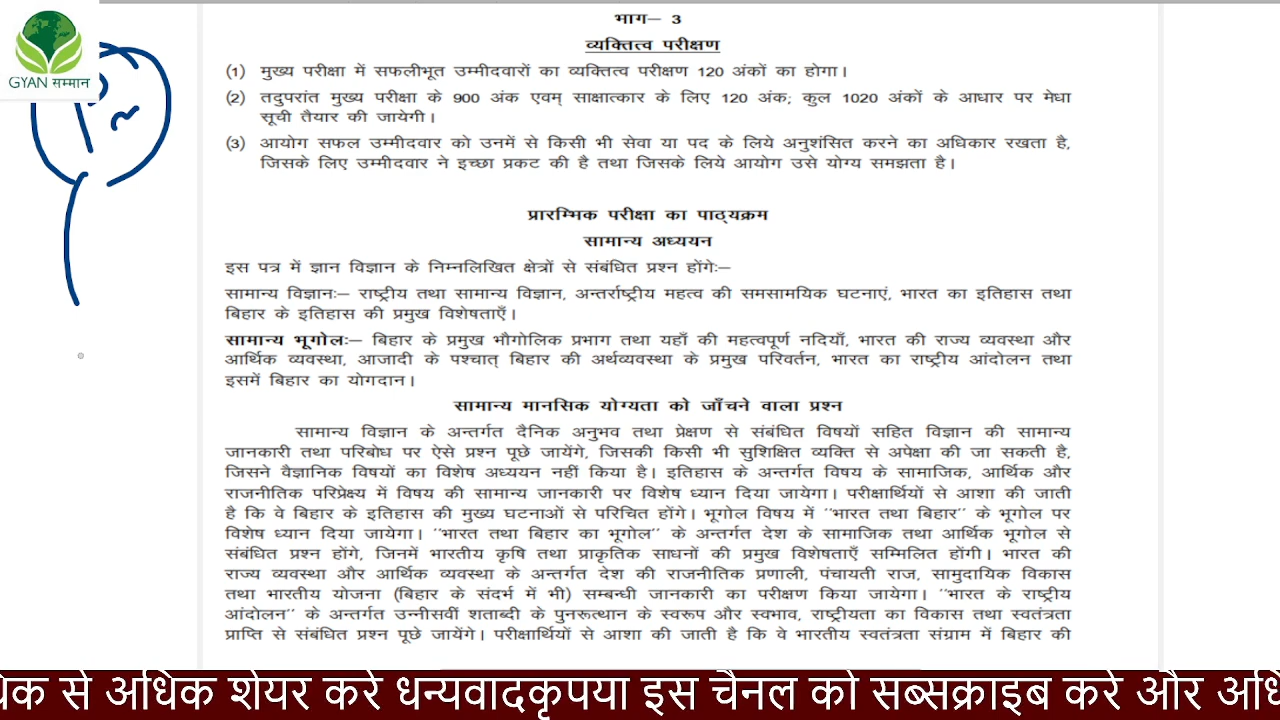 GYAN सम्मान
भाग– 3
व्यक्तित्व परीक्षण
(1) मुख्य परीक्षा में सफलीभूत उम्मीदवारों का व्यक्तित्व परीक्षण 120 अंकों का होगा।
(2) तदुपरांत मुख्य परीक्षा के 900 अंक एवम् साक्षात्कार के लिए 120 अंक; कुल 1020 अंकों के आधार पर मेधा
सूची तैयार की जायेगी।
(3) आयोग सफल उम्मीदवार को उनमें से किसी भी सेवा या पद के लिये अनुशंसित करने का अधिकार रखता है,
जिसके लिए उम्मीदवार ने इच्छा प्रकट की है तथा जिसके लिये आयोग उसे योग्य समझता है।
प्रारम्भिक परीक्षा का पाठ्यक्रम
सामान्य अध्ययन
इस पत्र में ज्ञान विज्ञान के निम्नलिखित क्षेत्रों से संबंधित प्रश्न होंगेः–
सामान्य विज्ञानः– राष्ट्रीय तथा सामान्य विज्ञान, अन्तर्राष्ट्रीय महत्व की समसामयिक घटनाएं, भारत का इतिहास तथा
बिहार के इतिहास की प्रमुख विशेषताएँ।
सामान्य भूगोलः– बिहार के प्रमुख भौगोलिक प्रभाग तथा यहाँ की महत्वपूर्ण नदियाँ, भारत की राज्य व्यवस्था और
आर्थिक व्यवस्था, आजादी के पश्चात् बिहार की अर्थव्यवस्था के प्रमुख परिवर्तन, भारत का राष्ट्रीय आंदोलन तथा
इसमें बिहार का योगदान।
सामान्य मानसिक योग्यता को जाँचने वाला प्रश्न
सामान्य विज्ञान के अन्तर्गत दैनिक अनुभव तथा प्रेक्षण से संबंधित विषयों सहित विज्ञान की सामान्य
जानकारी तथा परिबोध पर ऐसे प्रश्न पूछे जायेंगे, जिसकी किसी भी सुशिक्षित व्यक्ति से अपेक्षा की जा सकती है,
जिसने वैज्ञानिक विषयों का विशेष अध्ययन नहीं किया है। इतिहास के अन्तर्गत विषय के सामाजिक, आर्थिक और
राजनीतिक परिप्रेक्ष्य में विषय की सामान्य जानकारी पर विशेष ध्यान दिया जायेगा। परीक्षार्थियों से आशा की जाती
है कि वे बिहार के इतिहास की मुख्य घटनाओं से परिचित होंगे। भूगोल विषय में "भारत तथा बिहार" के भूगोल पर
विशेष ध्यान दिया जायेगा। "भारत तथा बिहार का भूगोल" के अन्तर्गत देश के सामाजिक तथा आर्थिक भूगोल से
संबंधित प्रश्न होंगे, जिनमें भारतीय कृषि तथा प्राकृतिक साधनों की प्रमुख विशेषताएँ सम्मिलित होंगी। भारत की
राज्य व्यवस्था और आर्थिक व्यवस्था के अन्तर्गत देश की राजनीतिक प्रणाली, पंचायती राज, सामुदायिक विकास
तथा भारतीय योजना (बिहार के संदर्भ में भी) सम्बन्धी जानकारी का परीक्षण किया जायेगा। "भारत के राष्ट्रीय
आंदोलन" के अन्तर्गत उन्नीसवीं शताब्दी के पुनरूत्थान के स्वरूप और स्वभाव, राष्ट्रीयता का विकास तथा स्वतंत्रता
प्राप्ति से संबंधित प्रश्न पूछे जायेंगे। परीक्षार्थियों से आशा की जाती है कि वे भारतीय स्वतंत्रता संग्राम में बिहार की
से अधिक शेयर करे धन्यवादकृपया इस चैनल को सब्सक्राइब करे और